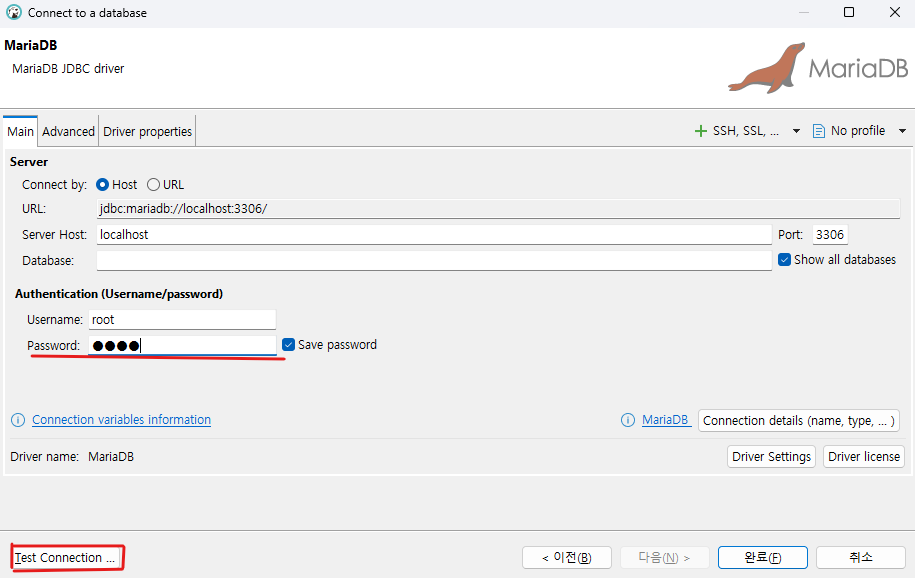 Connect to a database
MariaDB
MariaDB JDBC driver
MariaDB
Main Advanced Driver properties
SSH, SSL, ... No profile
Server
Connect by: Host URL
URL: jdbc:mariadb://localhost:3306/
Server Host: localhost Port: 3306
Database: Show all databases
Authentication (Username/password)
Username: root
Password: ●●●● Save password
Connection variables information MariaDB Connection details (name, type, ... )
Driver name: MariaDB Driver Settings Driver license
Test Connection ... < 이전(B) 다음(N) > 완료(F) 취소